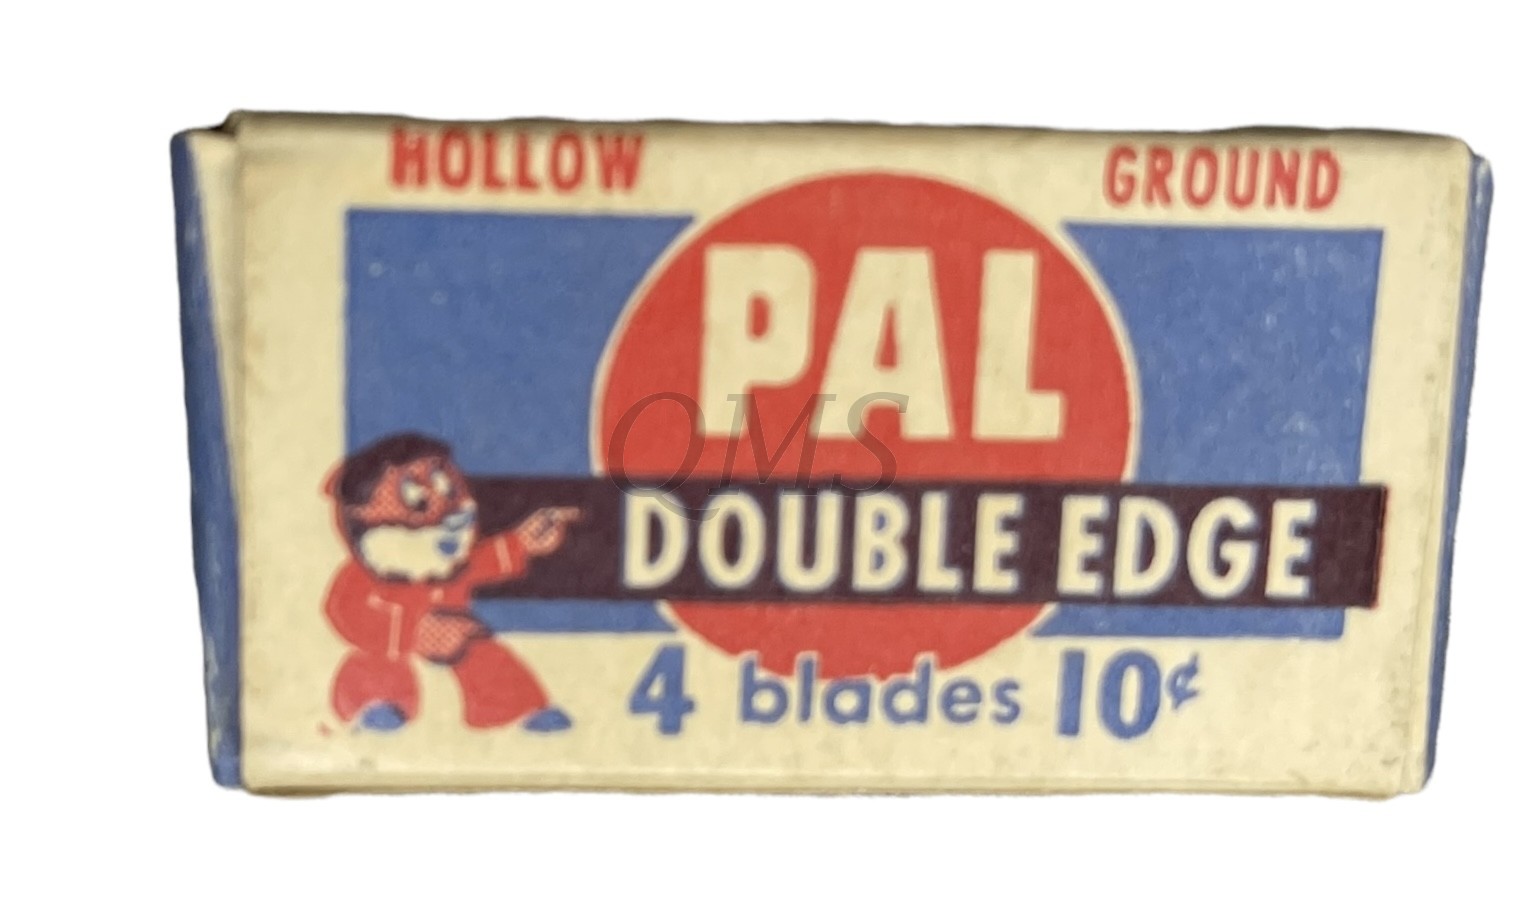 HOLLOW GROUND
PAL
QMS
DOUBLE EDGE
4 blades 10¢